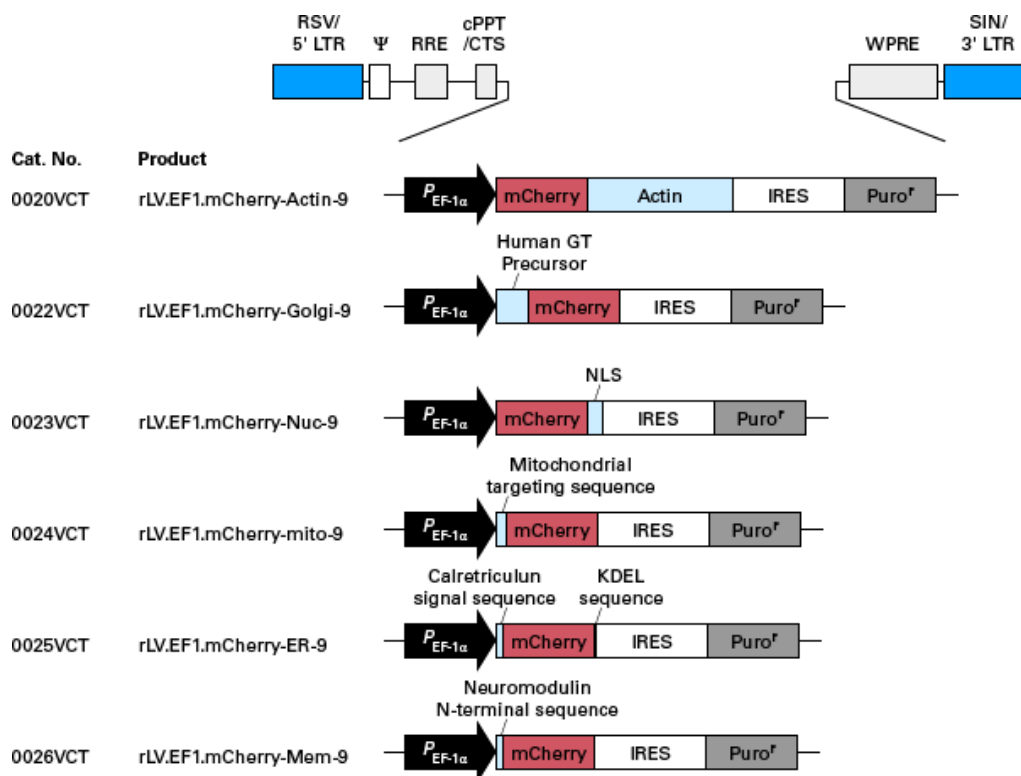 RSV/
5' LTR
Ψ
RRE
cPPT
/CTS
WPRE
SIN/
3' LTR
Cat. No. Product
0020VCT rLV.EF1.mCherry-Actin-9 PEF-1α mCherry Actin IRES Puroʳ
Human GT
Precursor
0022VCT rLV.EF1.mCherry-Golgi-9 PEF-1α mCherry IRES Puroʳ
NLS
0023VCT rLV.EF1.mCherry-Nuc-9 PEF-1α mCherry IRES Puroʳ
Mitochondrial
targeting sequence
0024VCT rLV.EF1.mCherry-mito-9 PEF-1α mCherry IRES Puroʳ
Calretriculun
signal sequence
KDEL
sequence
0025VCT rLV.EF1.mCherry-ER-9 PEF-1α mCherry IRES Puroʳ
Neuromodulin
N-terminal sequence
0026VCT rLV.EF1.mCherry-Mem-9 PEF-1α mCherry IRES Puroʳ